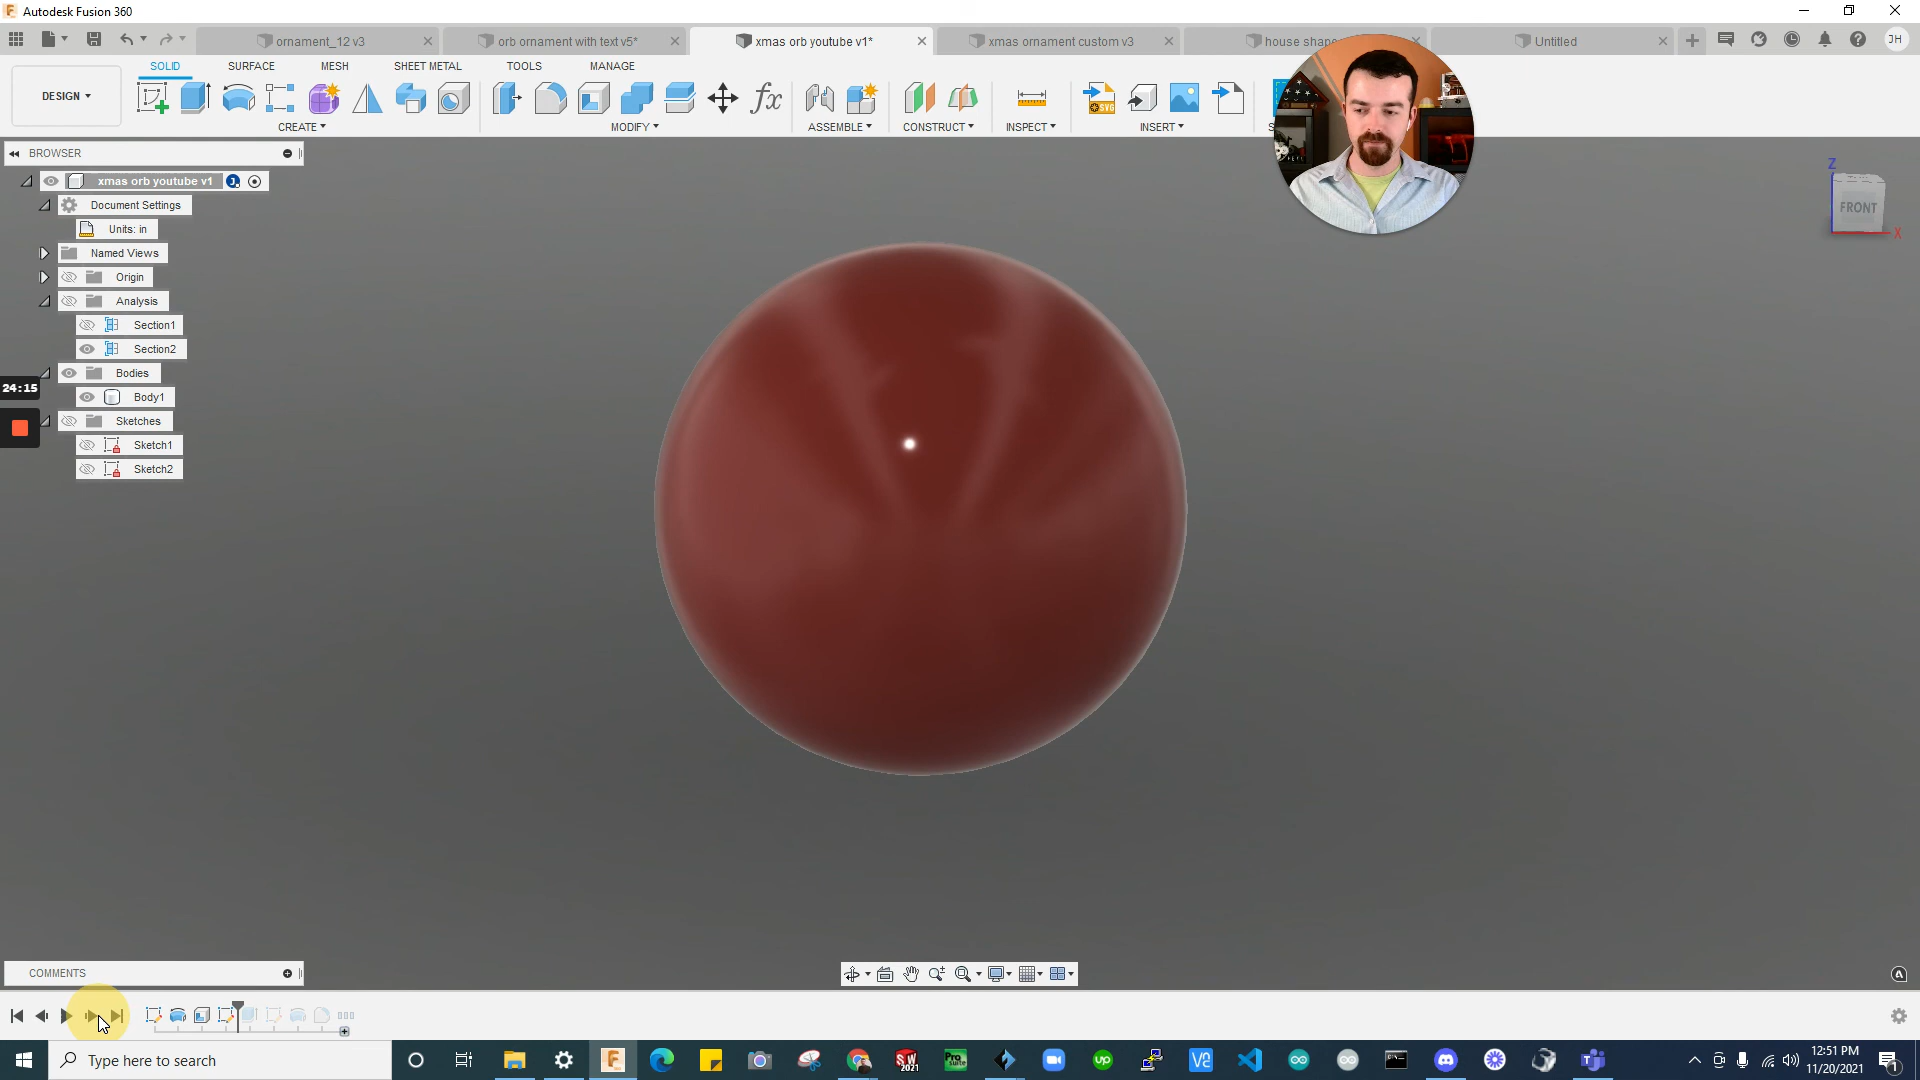 Autodesk Fusion 360
ornament_12 v3
orb ornament with text v5*
xmas orb youtube v1*
xmas ornament custom v3
house shape
Untitled
JH
SOLID
SURFACE
MESH
SHEET METAL
TOOLS
MANAGE
DESIGN
CREATE
MODIFY
ASSEMBLE
CONSTRUCT
INSPECT
INSERT
BROWSER
xmas orb youtube v1
Document Settings
Units: in
Named Views
Origin
Analysis
Section1
Section2
Bodies
Body1
Sketches
Sketch1
Sketch2
24:15
Z
FRONT
X
COMMENTS
Type here to search
12:51 PM
11/20/2021